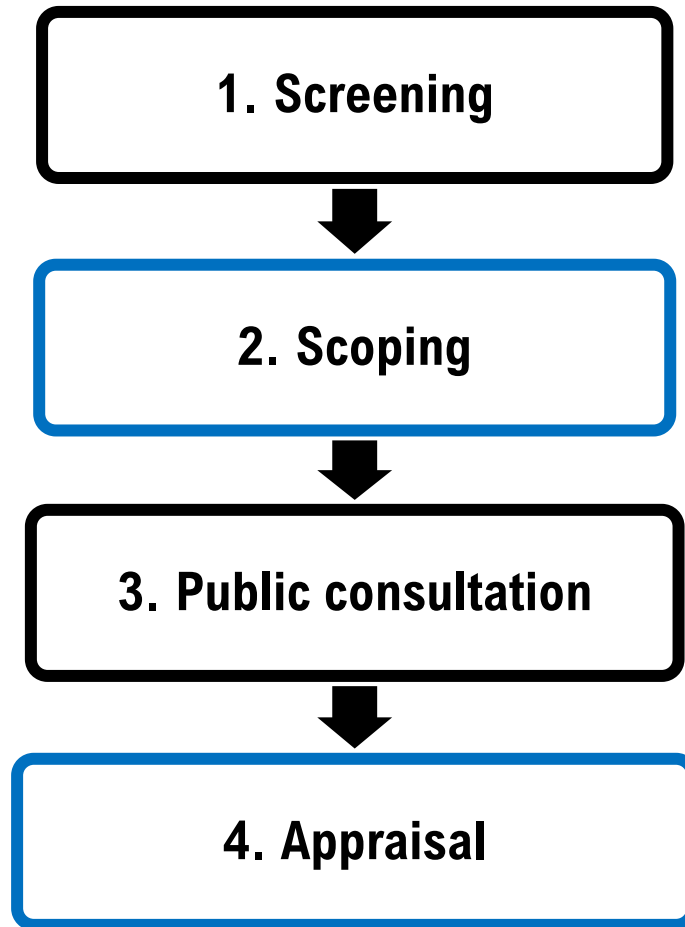 1. Screening
2. Scoping
3. Public consultation
4. Appraisal